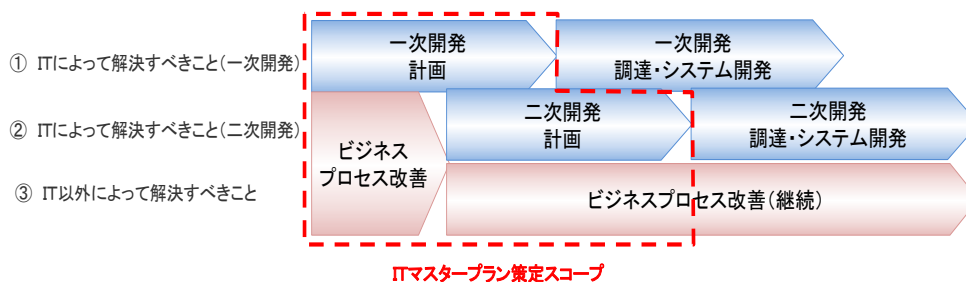 一次開発
計画
一次開発
調達・システム開発
① ITによって解決すべきこと(一次開発)
二次開発
計画
二次開発
調達・システム開発
② ITによって解決すべきこと(二次開発)
ビジネス
プロセス改善
③ IT以外によって解決すべきこと
ビジネスプロセス改善(継続)
ITマスタープラン策定スコープ